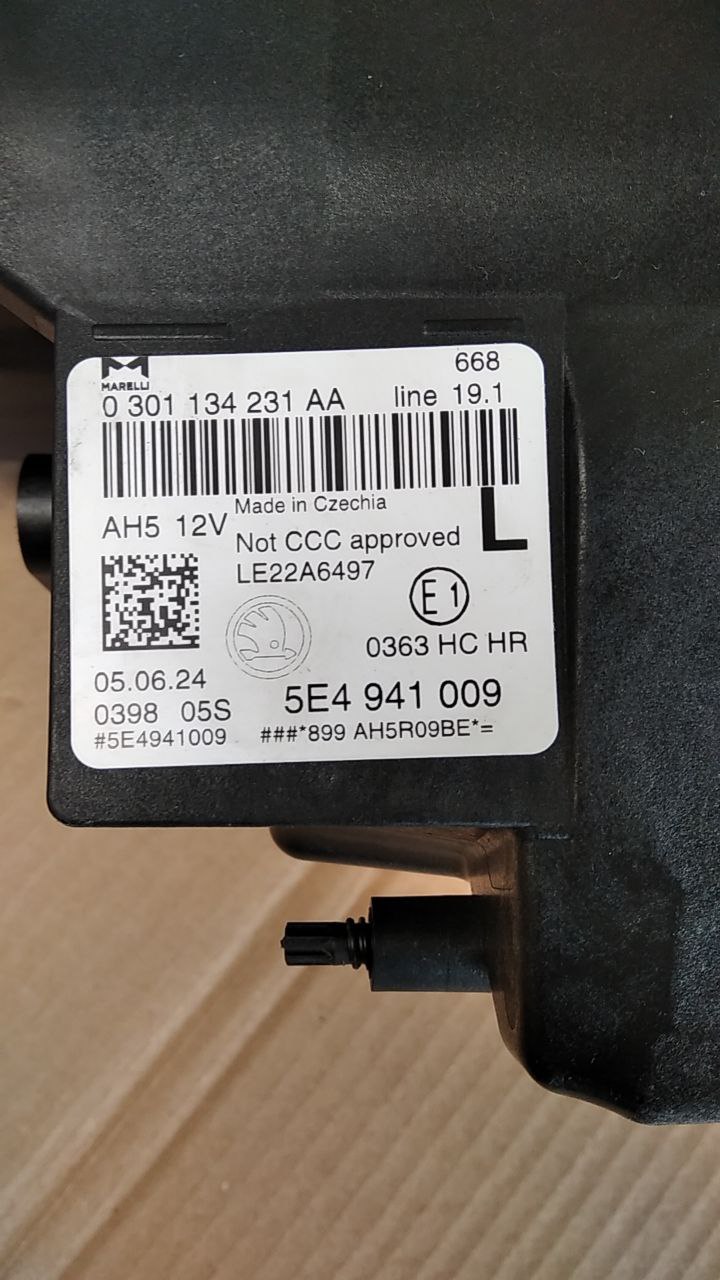 668
MARELLI
0 301 134 231 AA line 19.1
Made in Czechia
AH5 12V
L
Not CCC approved
LE22A6497
E1
0363 HC HR
05.06.24
5E4 941 009
0398 05S
#5E4941009 ###*899 AH5R09BE*=